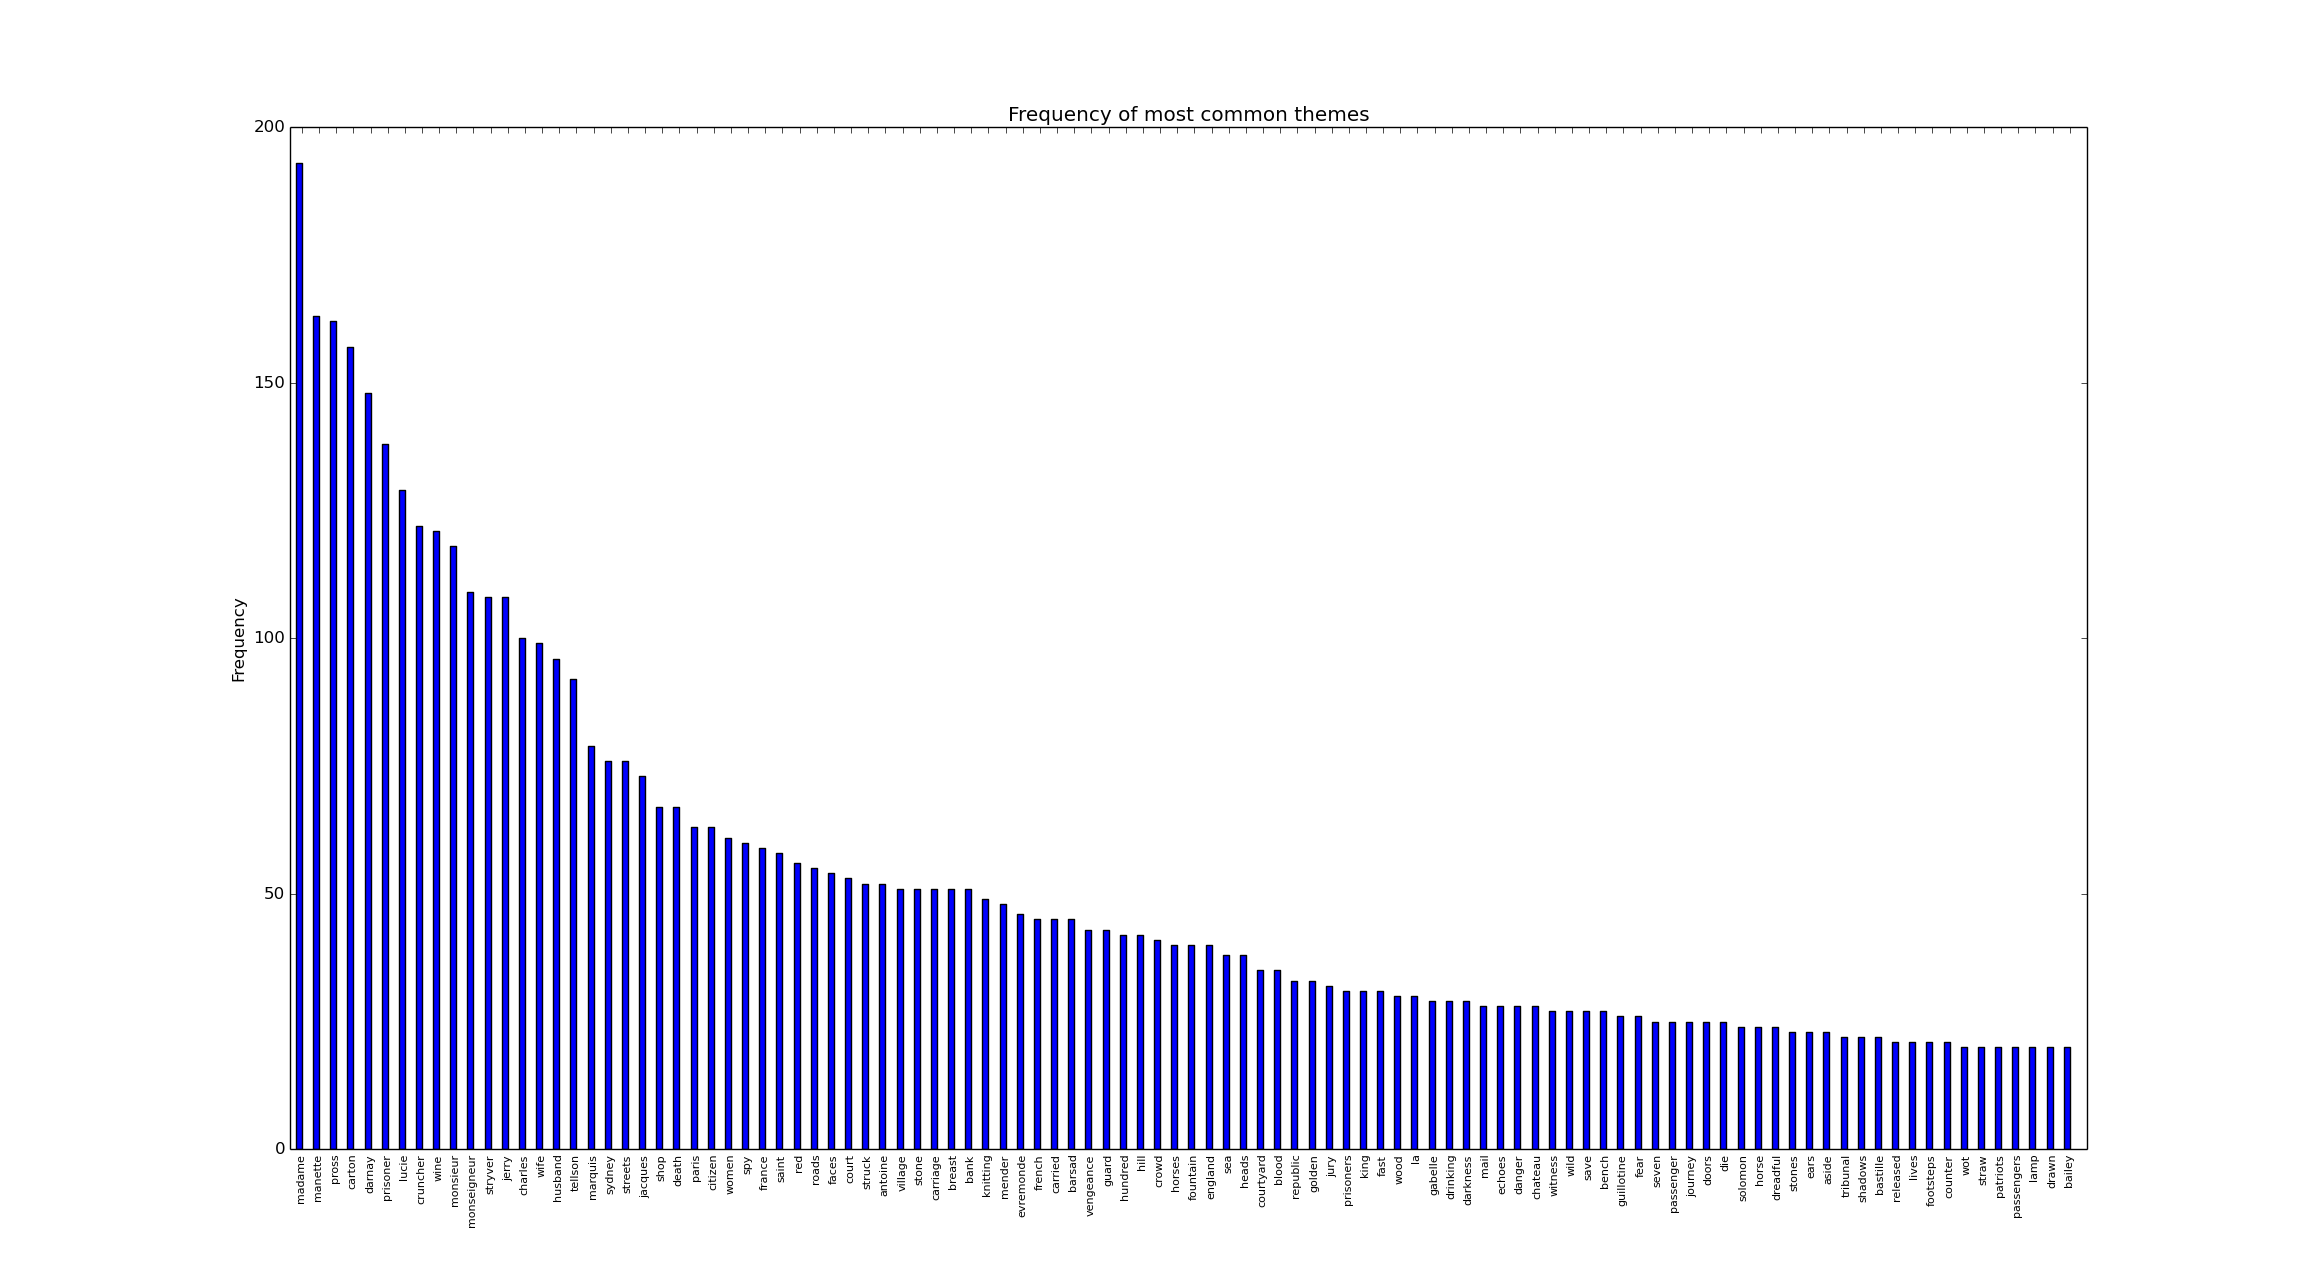 Frequency of most common themes
200
150
100
50
0
Frequency
madame
manette
pross
carton
darnay
prisoner
lucie
cruncher
wine
monsieur
monseigneur
stryver
jerry
charles
wife
husband
tellson
marquis
sydney
streets
jacques
shop
death
paris
citizen
women
spy
france
saint
red
roads
faces
court
struck
antoine
village
stone
carriage
breast
bank
knitting
mender
evremonde
french
carried
barsad
vengeance
guard
hundred
hill
crowd
horses
fountain
england
sea
heads
courtyard
blood
republic
golden
jury
prisoners
king
fast
wood
la
gabelle
drinking
darkness
mail
echoes
danger
chateau
witness
wild
save
bench
guillotine
fear
seven
passenger
journey
doors
die
solomon
horse
dreadful
stones
ears
aside
tribunal
shadows
bastille
released
lives
footsteps
counter
wot
straw
patriots
passengers
lamp
drawn
bailey